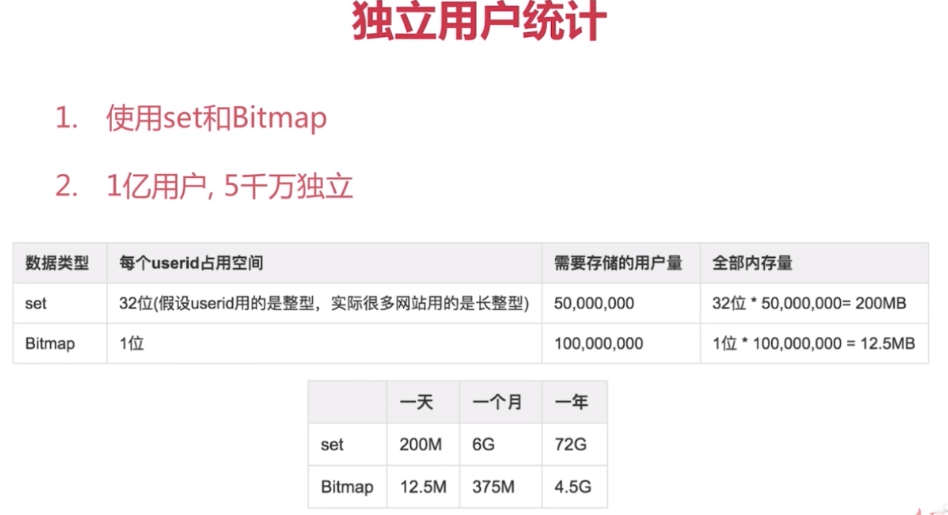 独立用户统计
1. 使用set和Bitmap
2. 1亿用户, 5千万独立
数据类型 每个userid占用空间 需要存储的用户量 全部内存量
set 32位(假设userid用的是整型，实际很多网站用的是长整型) 50,000,000 32位 * 50,000,000= 200MB
Bitmap 1位 100,000,000 1位 * 100,000,000 = 12.5MB
一天 一个月 一年
set 200M 6G 72G
Bitmap 12.5M 375M 4.5G